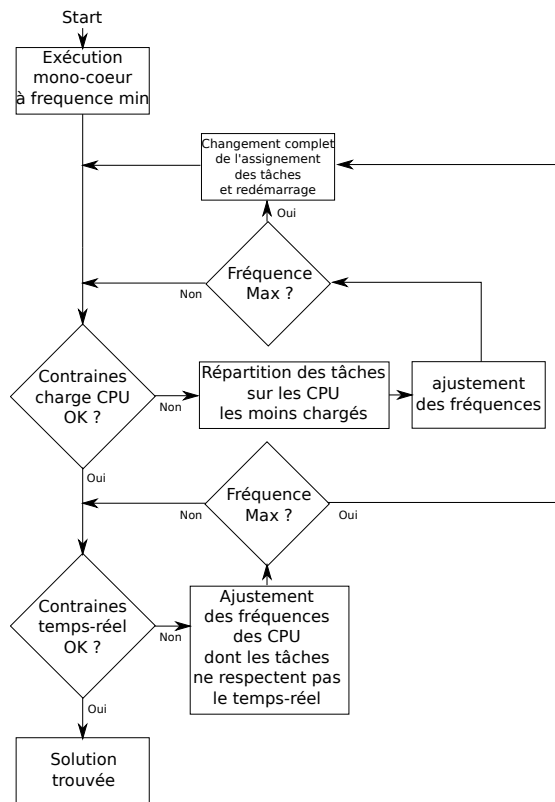 Start
Exécution
mono-coeur
à frequence min
Changement complet
de l'assignement
des tâches
et redémarrage
Oui
Fréquence
Max ?
Non
Contraines
charge CPU
OK ?
Non
Répartition des tâches
sur les CPU
les moins chargés
ajustement
des fréquences
Oui
Fréquence
Max ?
Non
Oui
Contraines
temps-réel
OK ?
Non
Ajustement
des fréquences
des CPU
dont les tâches
ne respectent pas
le temps-réel
Oui
Solution
trouvée